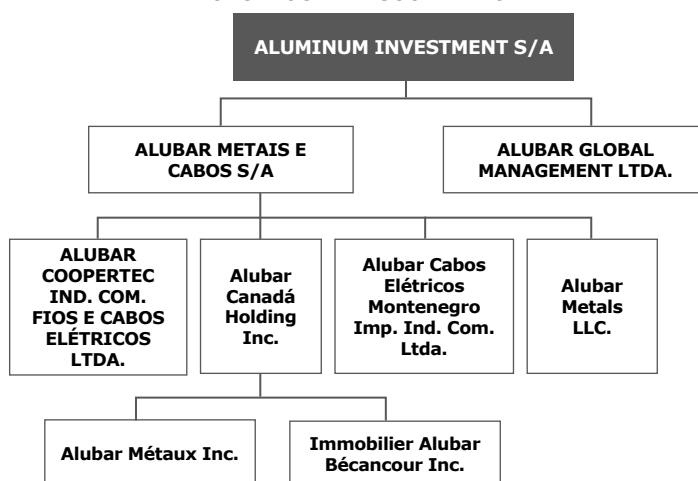 ALUMINUM INVESTMENT S/A
ALUBAR METAIS E
CABOS S/A
ALUBAR GLOBAL
MANAGEMENT LTDA.
ALUBAR
COOPERTEC
IND. COM.
FIOS E CABOS
ELÉTRICOS
LTDA.
Alubar
Canadá
Holding
Inc.
Alubar Cabos
Elétricos
Montenegro
Imp. Ind. Com.
Ltda.
Alubar
Metals
LLC.
Alubar Métaux Inc.
Immobilier Alubar
Bécancour Inc.